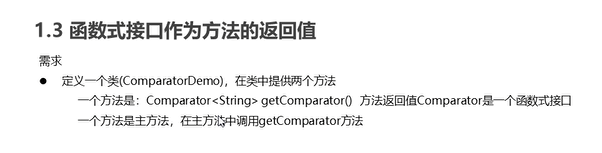 1.3 函数式接口作为方法的返回值
需求
● 定义一个类(ComparatorDemo)，在类中提供两个方法
一个方法是：Comparator<String> getComparator() 方法返回值Comparator是一个函数式接口
一个方法是主方法，在主方法中调用getComparator方法